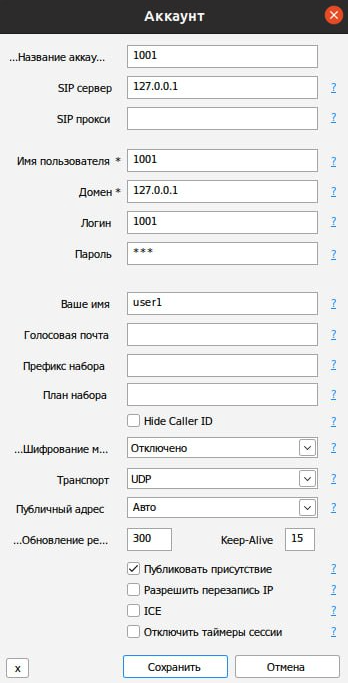 Аккаунт
...Название аккау... 1001
SIP сервер 127.0.0.1 ?
SIP прокси ?
Имя пользователя * 1001 ?
Домен * 127.0.0.1 ?
Логин 1001 ?
Пароль *** ?
Ваше имя user1 ?
Голосовая почта ?
Префикс набора ?
План набора ?
Hide Caller ID ?
...Шифрование м... Отключено ?
Транспорт UDP ?
Публичный адрес Авто ?
...Обновление ре... 300 Keep-Alive 15 ?
Публиковать присутствие ?
Разрешить перезапись IP ?
ICE ?
Отключить таймеры сессии ?
x Сохранить Отмена